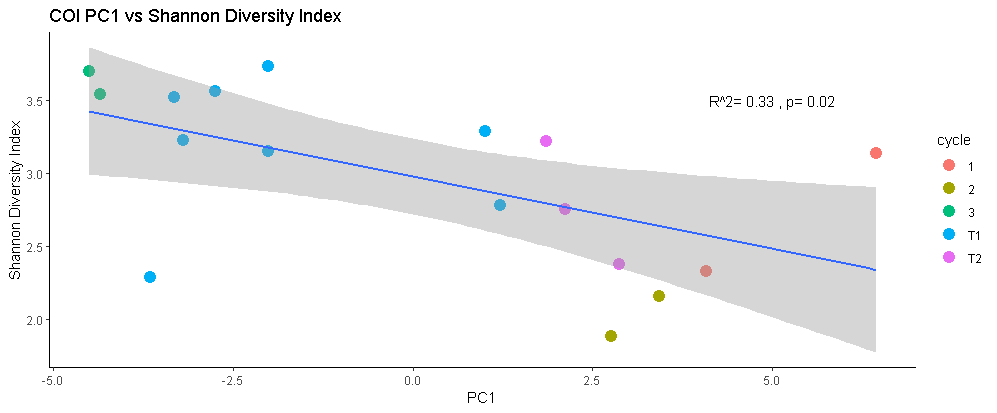 COI PC1 vs Shannon Diversity Index
Shannon Diversity Index
3.5
3.0
2.5
2.0
R^2= 0.33 , p= 0.02
-5.0
-2.5
0.0
2.5
5.0
PC1
cycle
1
2
3
T1
T2